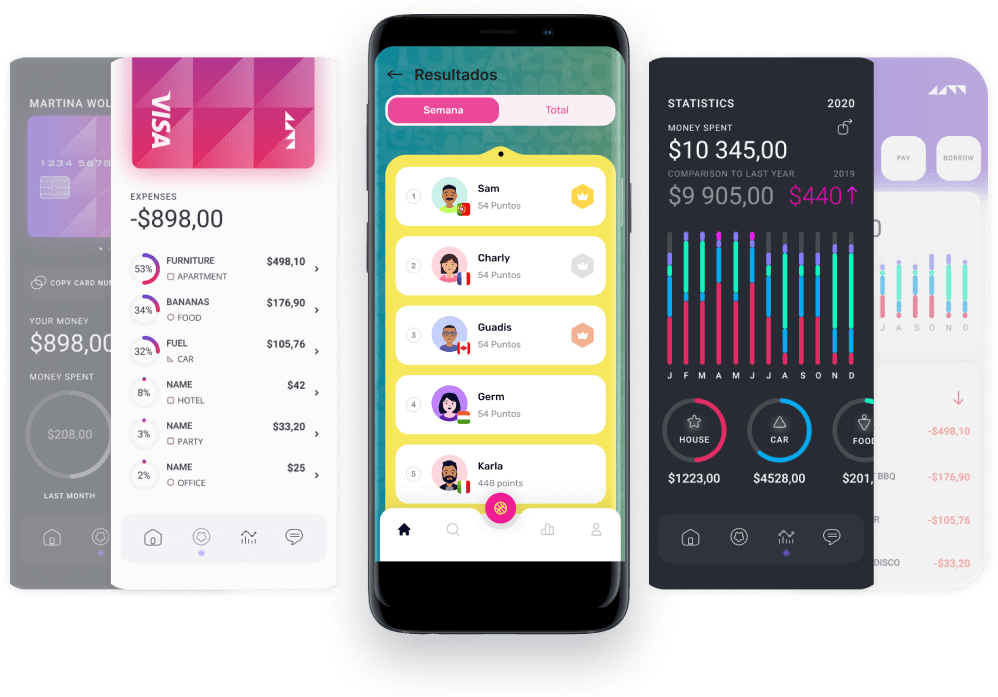 MARTINA WOL
1234 5678
COPY CARD NUM
YOUR MONEY
$898,00
MONEY SPENT
$208,00
LAST MONTH
VISA
EXPENSES
-$898,00
53%
FURNITURE
$498,10
APARTMENT
34%
BANANAS
$176,90
FOOD
32%
FUEL
$105,76
CAR
8%
NAME
$42
HOTEL
3%
NAME
$33,20
PARTY
2%
NAME
$25
OFFICE
Resultados
Semana
Total
1
Sam
54 Puntos
2
Charly
54 Puntos
3
Guadis
54 Puntos
4
Germ
54 Puntos
5
Karla
448 points
STATISTICS
2020
MONEY SPENT
$10 345,00
COMPARISON TO LAST YEAR
2019
$9 905,00
$440↑
J F M A M J J A S O N D
HOUSE
CAR
FOOD
$1223,00
$4528,00
$201,
PAY
BORROW
0
J A S O N D
-$498,10
BBQ
-$176,90
R
-$105,76
DISCO
-$33,20